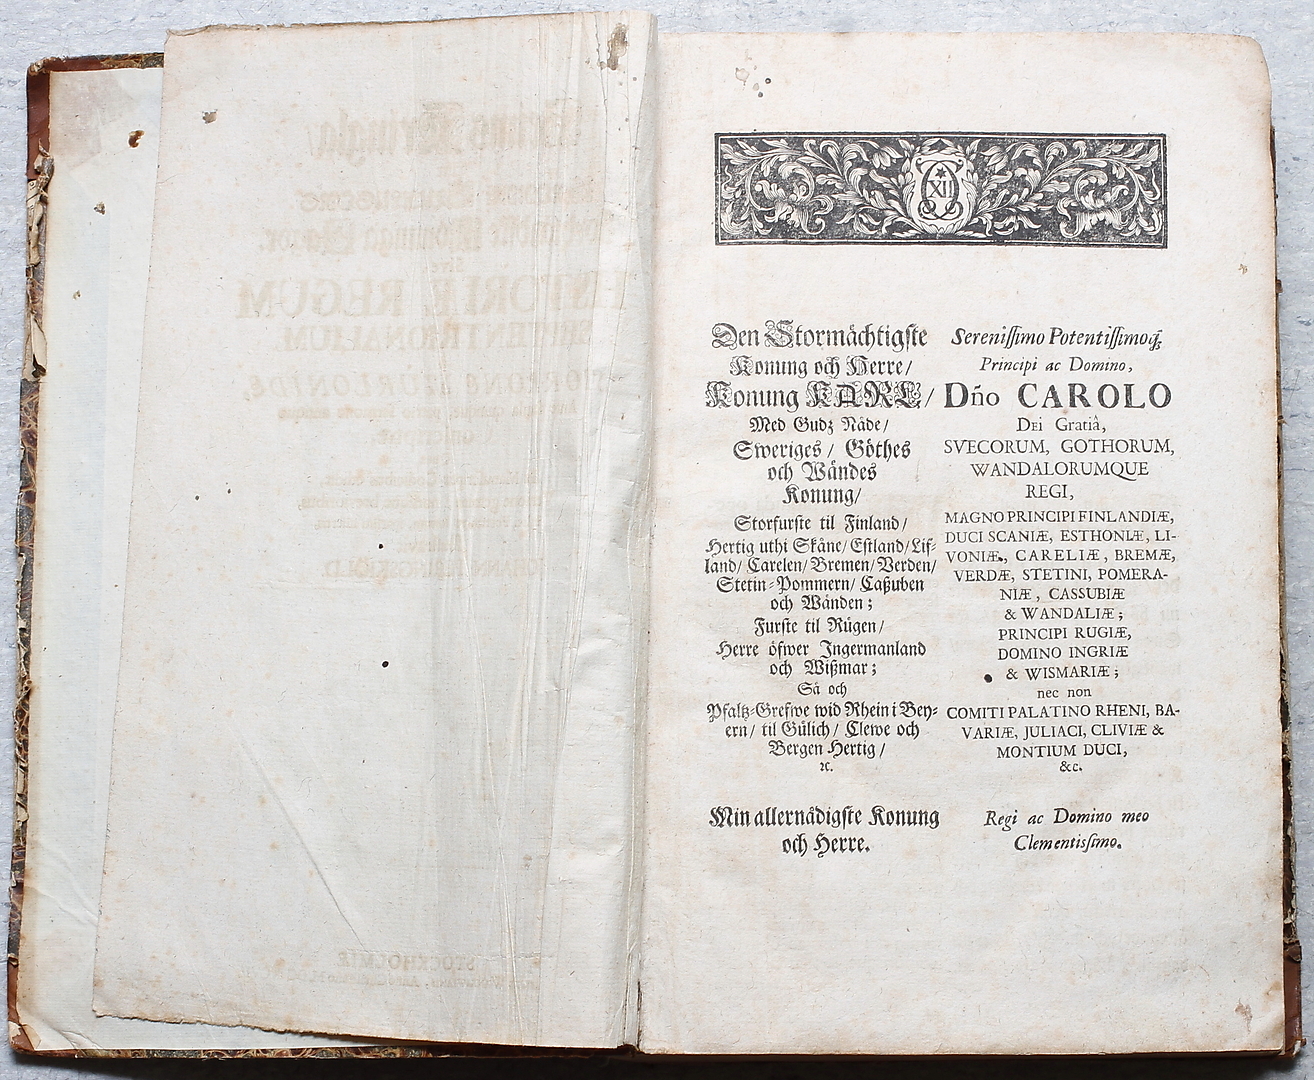 XII
Den Stormächtigste
Konung och Herre/
Konung KARL/
Med Gudz Nåde/
Sweriges/ Göthes
och Wändes
Konung/
Storfurste til Finland/
Hertig uthi Skåne/ Estland/ Lif-
land/ Carelen/ Bremen/ Verden/
Stetin-Pommern/ Caßuben
och Wänden;
Furste til Rügen/
Herre öfwer Ingermanland
och Wißmar;
Så och
Pfaltz-Grefwe wid Rhein i Bey-
ern/ til Gülich/ Clewe och
Bergen Hertig/
ꝛc.
Min allernådigste Konung
och Herre.
Sereniſſimo Potentiſſimoq́ꝫ
Principi ac Domino,
Dn̄o CAROLO
DEI Gratiâ,
SVECORUM, GOTHORUM,
WANDALORUMQUE
REGI,
MAGNO PRINCIPI FINLANDIÆ,
DUCI SCANIÆ, ESTHONIÆ, LI-
VONIÆ, CARELIÆ, BREMÆ,
VERDÆ, STETINI, POMERA-
NIÆ, CASSUBIÆ
& WANDALIÆ;
PRINCIPI RUGIÆ,
DOMINO INGRIÆ
& WISMARIÆ;
nec non
COMITI PALATINO RHENI, BA-
VARIÆ, JULIACI, CLIVIÆ &
MONTIUM DUCI,
&c.
Regi ac Domino meo
Clementiſſimo.